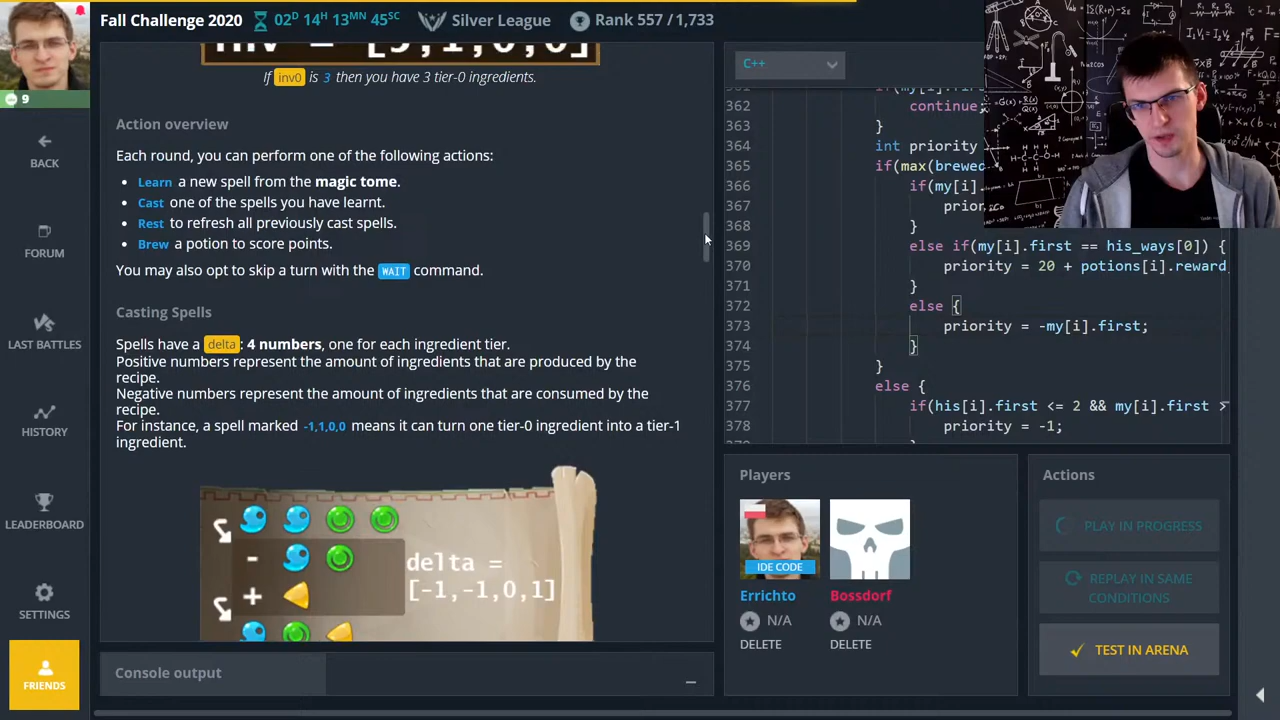 Fall Challenge 2020
02D 14H 13MN 45SC
Silver League
Rank 557 / 1,733
9
BACK
FORUM
LAST BATTLES
HISTORY
LEADERBOARD
SETTINGS
FRIENDS
inv = [3,1,0,0]
If inv0 is 3 then you have 3 tier-0 ingredients.
Action overview
Each round, you can perform one of the following actions:
• Learn a new spell from the magic tome.
• Cast one of the spells you have learnt.
• Rest to refresh all previously cast spells.
• Brew a potion to score points.
You may also opt to skip a turn with the WAIT command.
Casting Spells
Spells have a delta: 4 numbers, one for each ingredient tier.
Positive numbers represent the amount of ingredients that are produced by the
recipe.
Negative numbers represent the amount of ingredients that are consumed by the
recipe.
For instance, a spell marked -1,1,0,0 means it can turn one tier-0 ingredient into a tier-1
ingredient.
-
+
delta =
[-1,-1,0,1]
Console output
C++
362 continue;
363 }
364 int priority
365 if(max(brewed
366 if(my[i].
367 prior
368 }
369 else if(my[i].first == his_ways[0]) {
370 priority = 20 + potions[i].reward
371 }
372 else {
373 priority = -my[i].first;
374 }
375 }
376 else {
377 if(his[i].first <= 2 && my[i].first >
378 priority = -1;
Players
IDE CODE
Errichto
N/A
DELETE
Bossdorf
N/A
DELETE
Actions
PLAY IN PROGRESS
REPLAY IN SAME
CONDITIONS
TEST IN ARENA